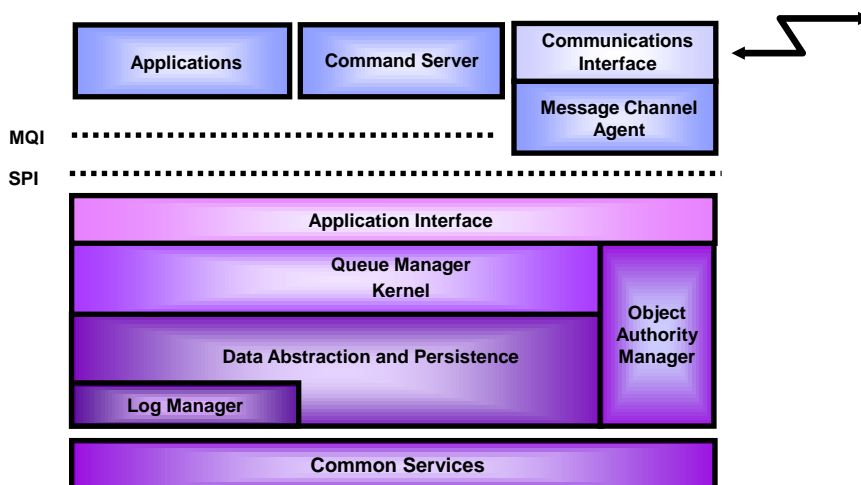 Applications
Command Server
Communications
Interface
Message Channel
Agent
MQI
SPI
Application Interface
Queue Manager
Kernel
Object
Authority
Manager
Data Abstraction and Persistence
Log Manager
Common Services